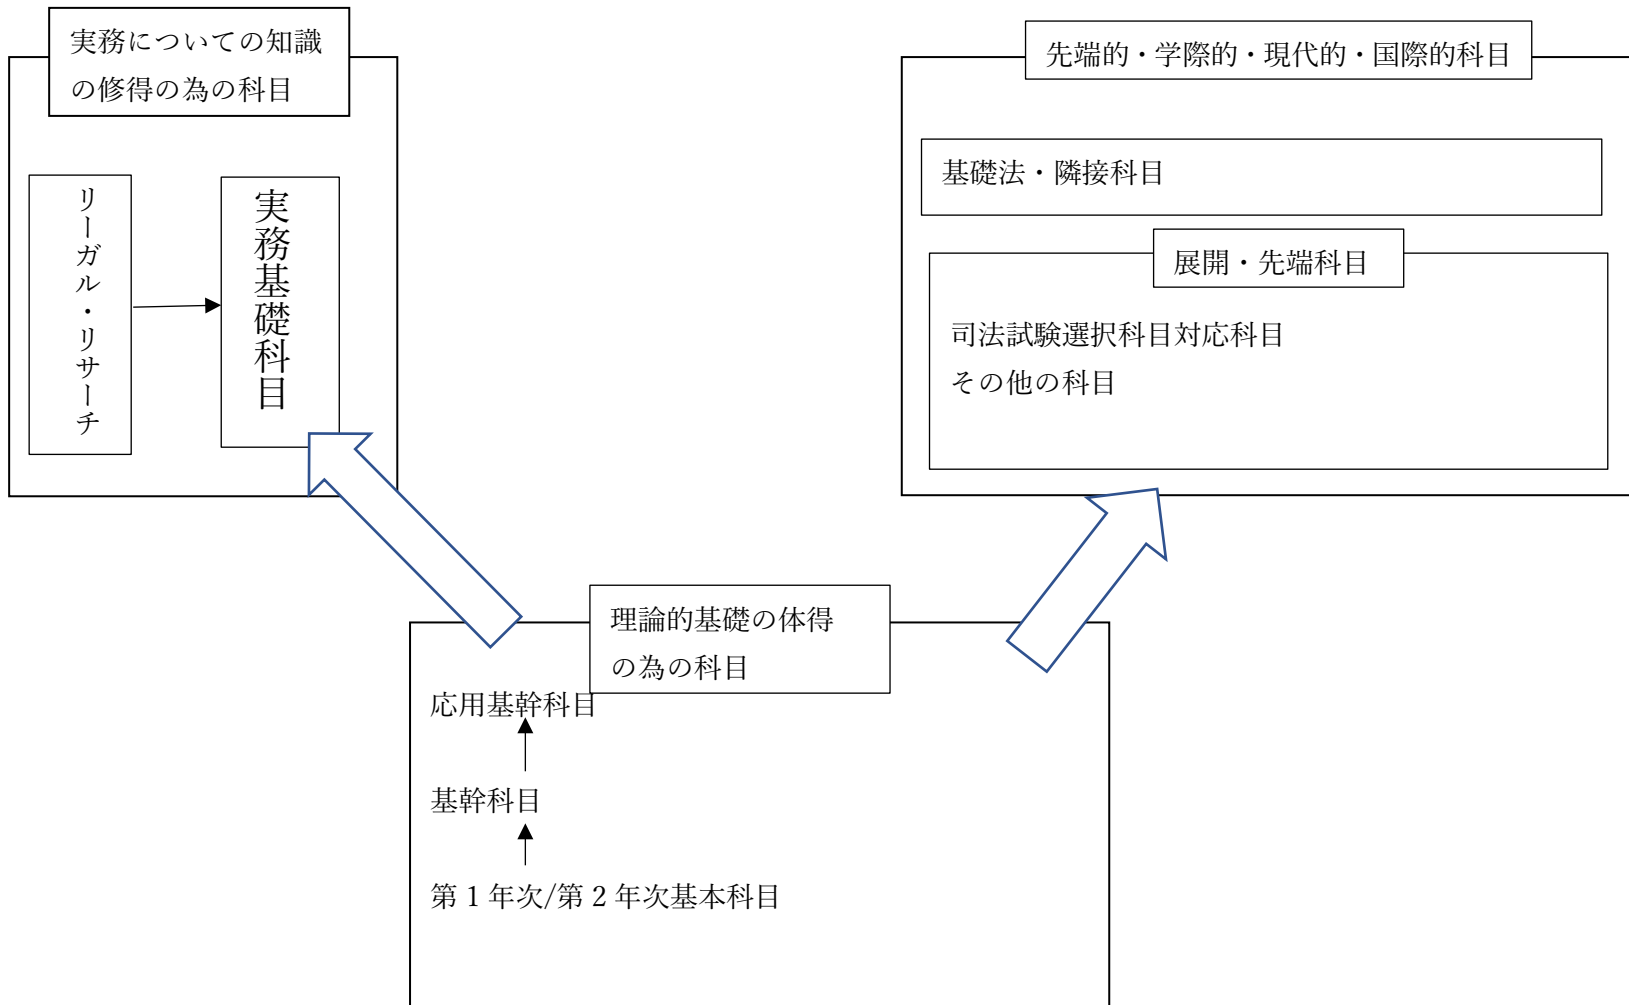 実務についての知識
の修得の為の科目
リーガル・リサーチ
実務基礎科目
先端的・学際的・現代的・国際的科目
基礎法・隣接科目
展開・先端科目
司法試験選択科目対応科目
その他の科目
理論的基礎の体得
の為の科目
応用基幹科目
基幹科目
第１年次/第２年次基本科目